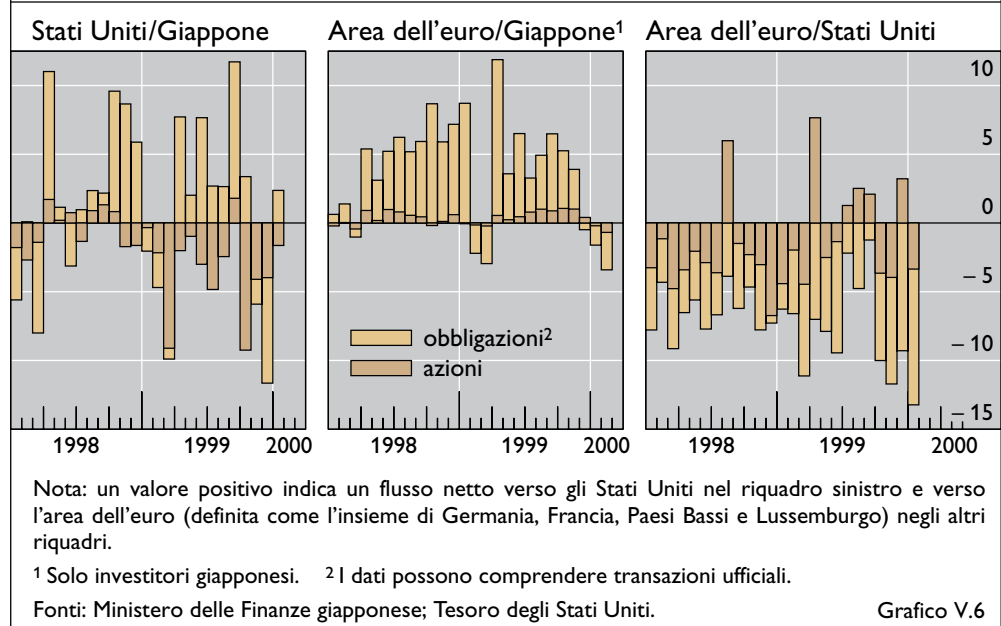 Stati Uniti/Giappone
Area dell'euro/Giappone¹
Area dell'euro/Stati Uniti
10
5
0
– 5
– 10
– 15
obbligazioni²
azioni
1998 1999 2000
1998 1999 2000
1998 1999 2000
Nota: un valore positivo indica un flusso netto verso gli Stati Uniti nel riquadro sinistro e verso
l'area dell'euro (definita come l'insieme di Germania, Francia, Paesi Bassi e Lussemburgo) negli altri
riquadri.
¹ Solo investitori giapponesi. ² I dati possono comprendere transazioni ufficiali.
Fonti: Ministero delle Finanze giapponese; Tesoro degli Stati Uniti. Grafico V.6